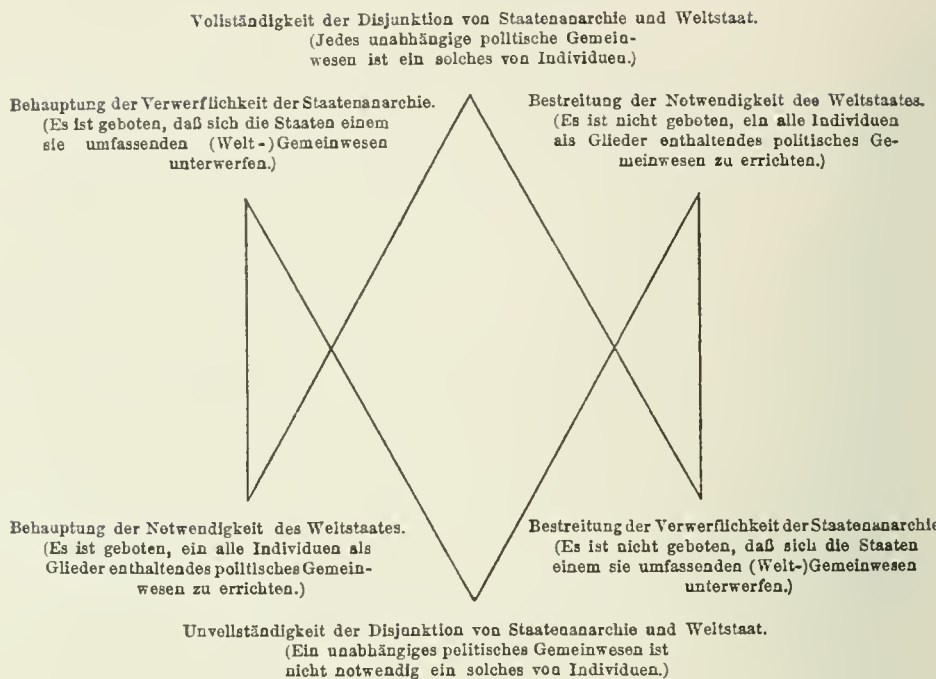 Vollständigkeit der Disjunktion von Staatenanarchie und Weltstaat.
(Jedes unabhängige politische Gemein-
wesen ist ein solches von Individuen.)
Behauptung der Verwerflichkeit der Staatenanarchie.
(Es ist geboten, daß sich die Staaten einem
sie umfassenden (Welt-)Gemeinwesen
unterwerfen.)
Bestreitung der Notwendigkeit des Weltstaates.
(Es ist nicht geboten, ein alle Individuen
als Glieder enthaltendes politisches Ge-
meinwesen zu errichten.)
Behauptung der Notwendigkeit des Weltstaates.
(Es ist geboten, ein alle Individuen als
Glieder enthaltendes politisches Gemein-
wesen zu errichten.)
Bestreitung der Verwerflichkeit der Staatenanarchie
(Es ist nicht geboten, daß sich die Staaten
einem sie umfassenden (Welt-)Gemeinwesen
unterwerfen.)
Unvollständigkeit der Disjunktion von Staatenanarchie und Weltstaat.
(Ein unabhängiges politisches Gemeinwesen ist
nicht notwendig ein solches von Individuen.)